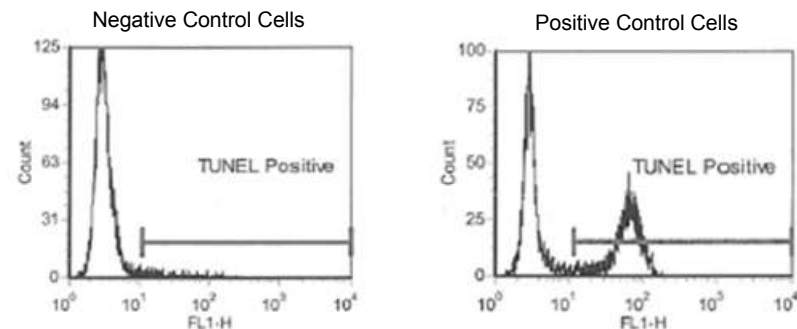 Negative Control Cells
125
94
63
31
0
Count
TUNEL Positive
10⁰ 10¹ 10² 10³ 10⁴
FL1-H
Positive Control Cells
100
75
50
25
0
Count
TUNEL Positive
10⁰ 10¹ 10² 10³ 10⁴
FL1-H